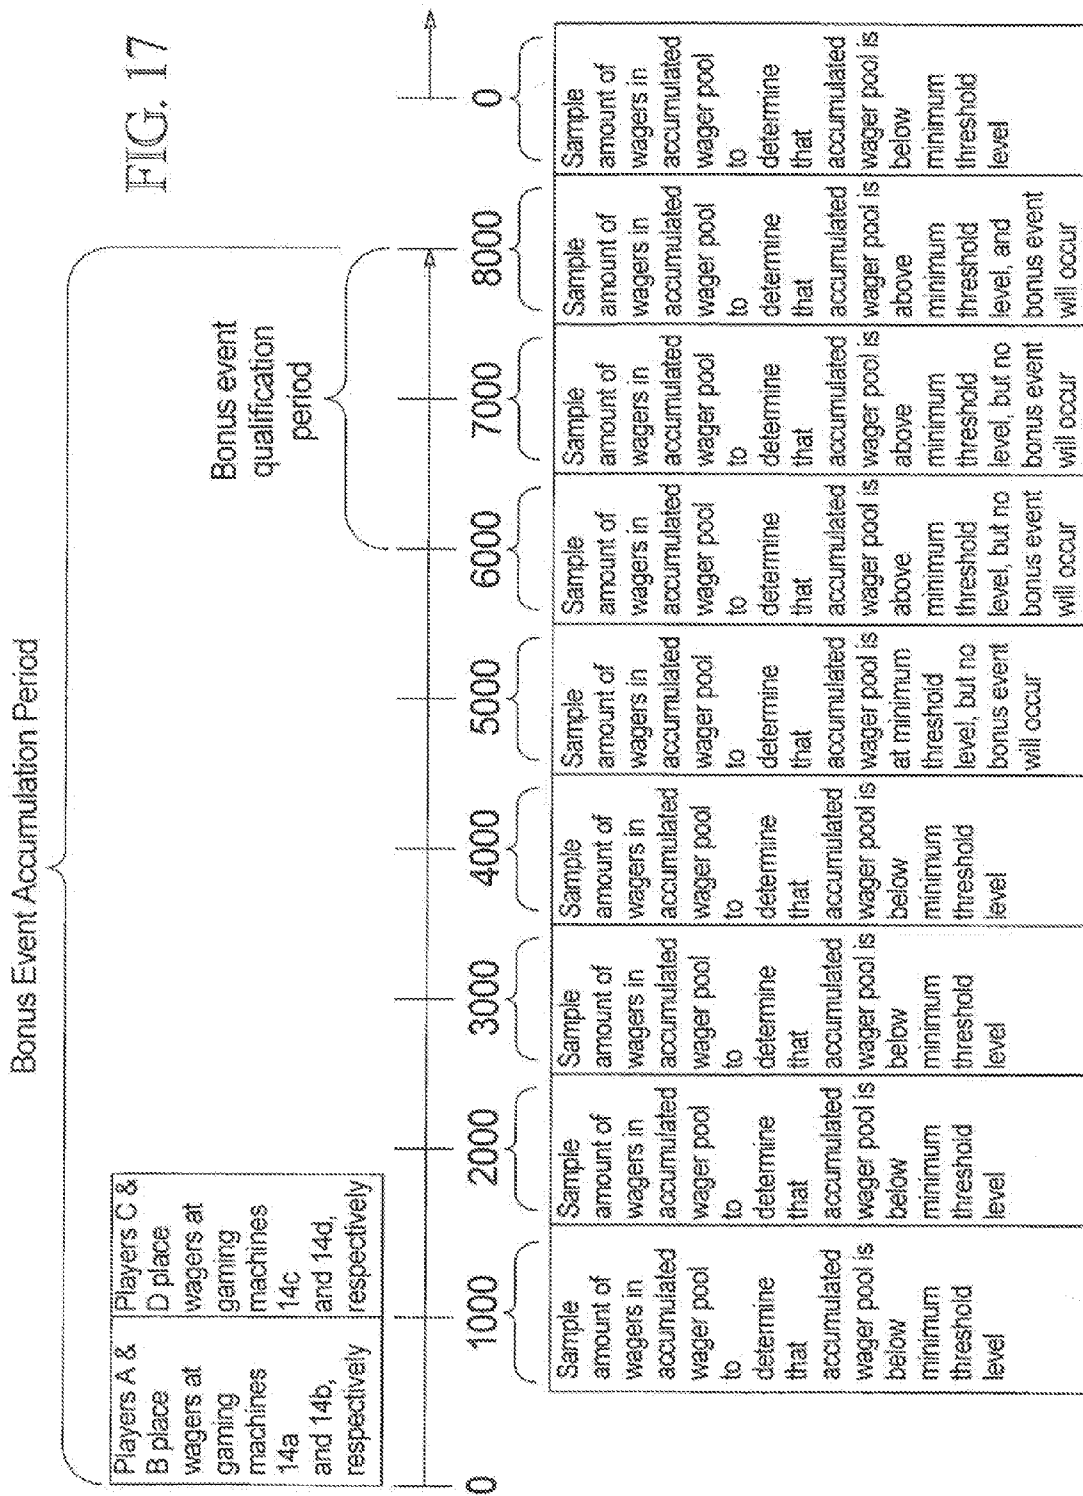 FIG. 17
Bonus Event Accumulation Period
Bonus event
qualification
period
Players A &
B place
wagers at
gaming
machines
14a
and 14b,
respectively
Players C &
D place
wagers at
gaming
machines
14c
and 14d,
respectively
0
1000
2000
3000
4000
5000
6000
7000
8000
0
Sample
amount of
wagers in
accumulated
wager pool
to
determine
that
accumulated
wager pool is
below
minimum
threshold
level
Sample
amount of
wagers in
accumulated
wager pool
to
determine
that
accumulated
wager pool is
below
minimum
threshold
level
Sample
amount of
wagers in
accumulated
wager pool
to
determine
that
accumulated
wager pool is
below
minimum
threshold
level
Sample
amount of
wagers in
accumulated
wager pool
to
determine
that
accumulated
wager pool is
below
minimum
threshold
level
Sample
amount of
wagers in
accumulated
wager pool
to
determine
that
accumulated
wager pool is
at minimum
threshold
level, but no
bonus event
will occur
Sample
amount of
wagers in
accumulated
wager pool
to
determine
that
accumulated
wager pool is
above
minimum
threshold
level, but no
bonus event
will occur
Sample
amount of
wagers in
accumulated
wager pool
to
determine
that
accumulated
wager pool is
above
minimum
threshold
level, but no
bonus event
will occur
Sample
amount of
wagers in
accumulated
wager pool
to
determine
that
accumulated
wager pool is
above
minimum
threshold
level, and
bonus event
will occur
Sample
amount of
wagers in
accumulated
wager pool
to
determine
that
accumulated
wager pool is
below
minimum
threshold
level